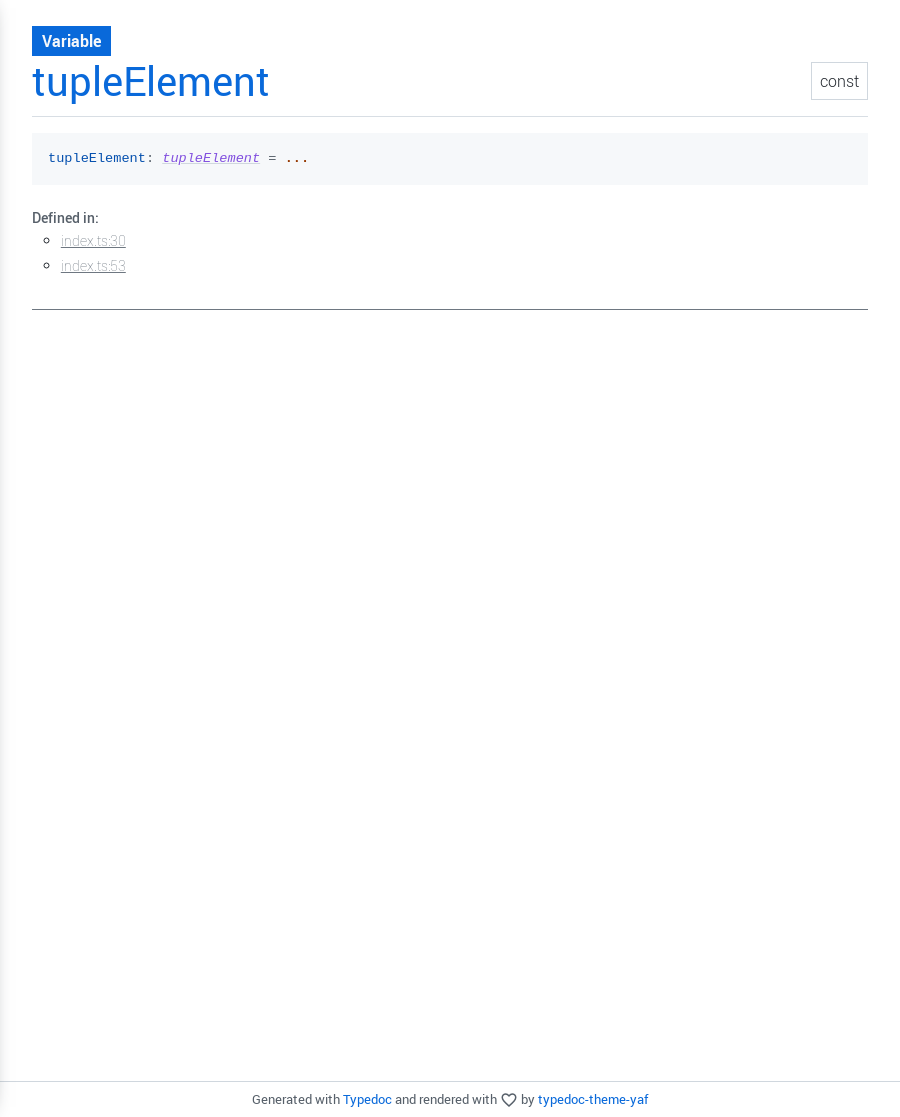 Variable
tupleElement
const
tupleElement: tupleElement = ...
Defined in:
index.ts:30
index.ts:53
Generated with Typedoc and rendered with by typedoc-theme-yaf